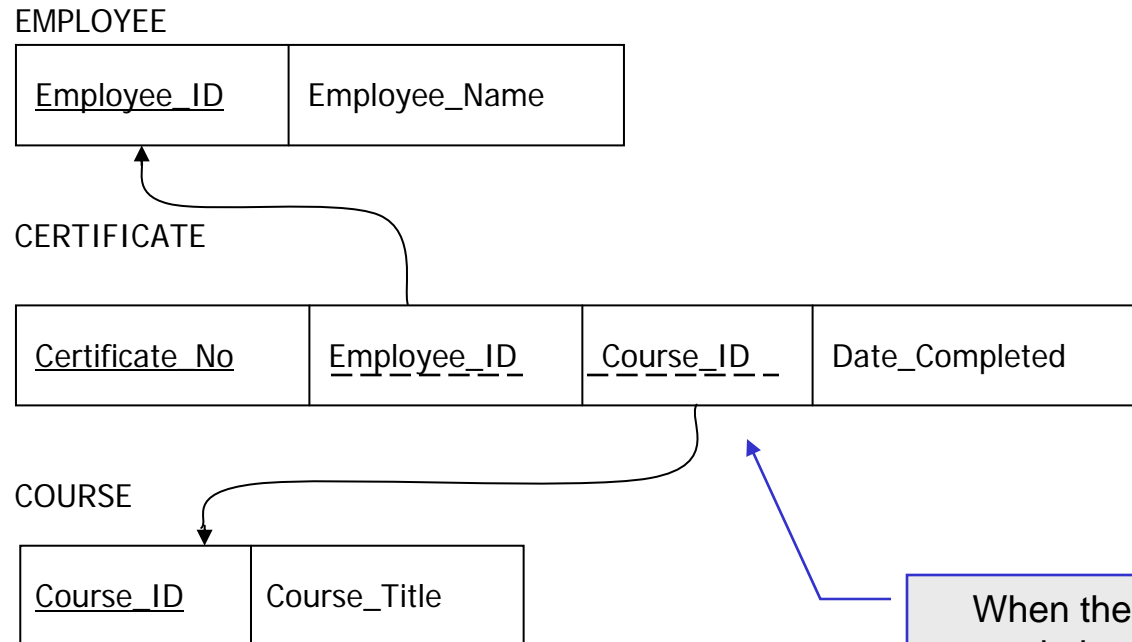 EMPLOYEE
Employee_ID Employee_Name
CERTIFICATE
Certificate_No Employee_ID Course_ID Date_Completed
COURSE
Course_ID Course_Title
When the